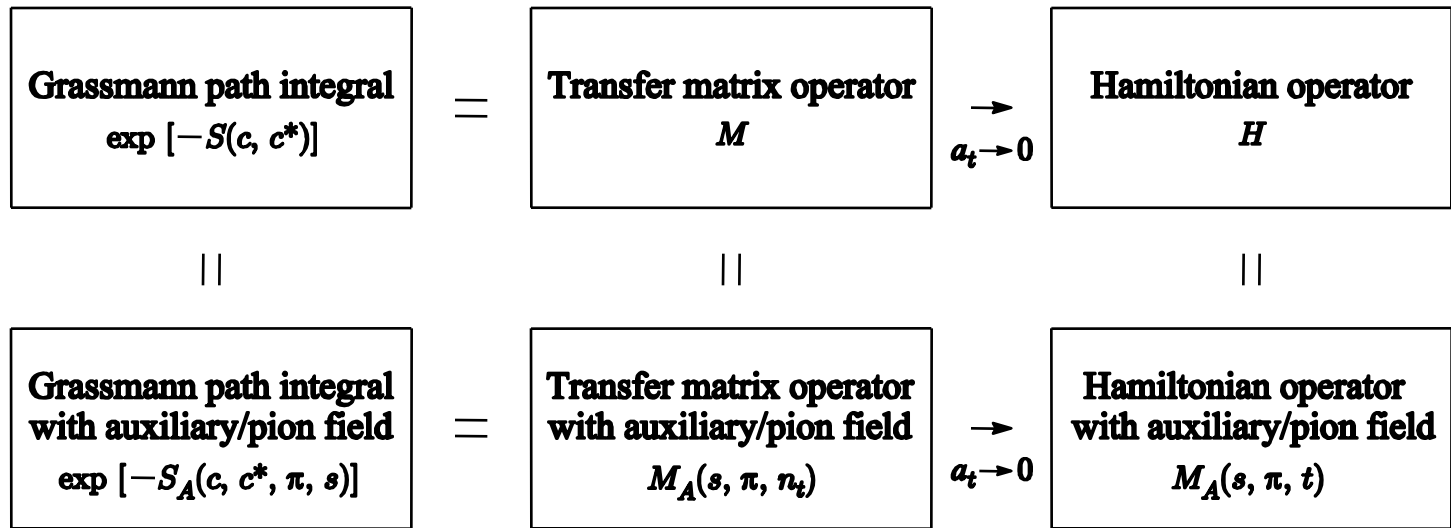 Grassmann path integral
exp [−S(c, c*)]
=
Transfer matrix operator
M
→
a_t→0
Hamiltonian operator
H
||
||
||
Grassmann path integral
with auxiliary/pion field
exp [−S_A(c, c*, π, s)]
=
Transfer matrix operator
with auxiliary/pion field
M_A(s, π, n_t)
→
a_t→0
Hamiltonian operator
with auxiliary/pion field
M_A(s, π, t)